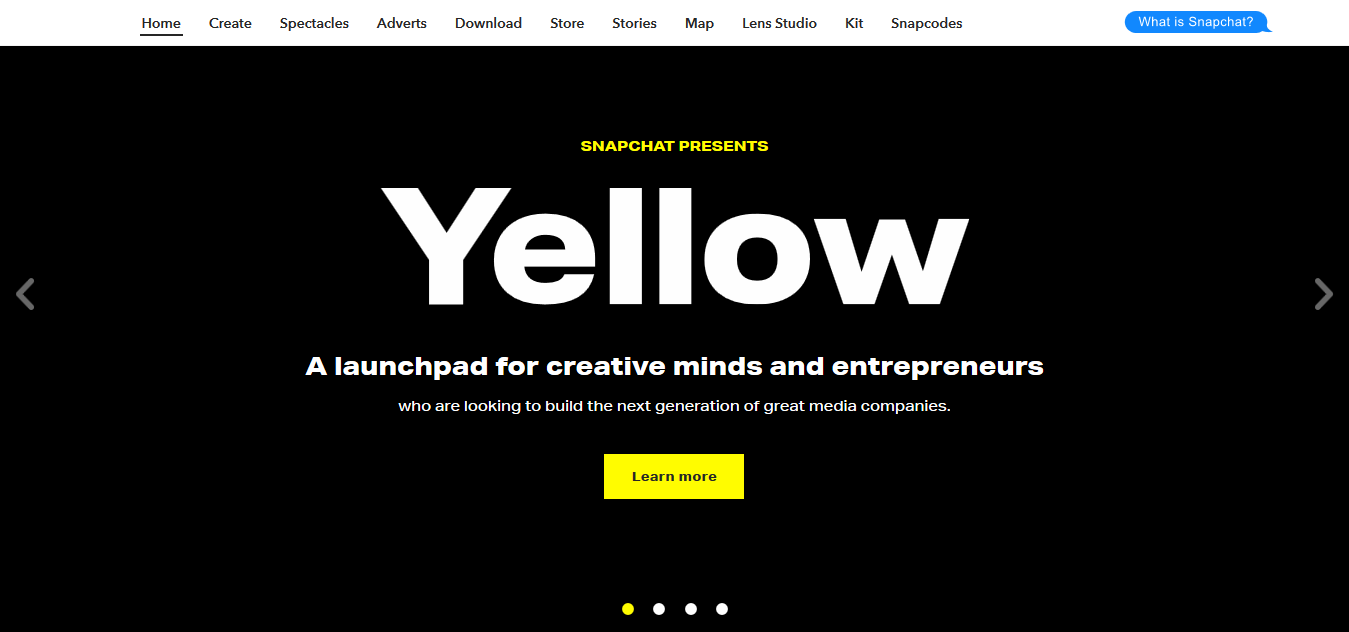 Home Create Spectacles Adverts Download Store Stories Map Lens Studio Kit Snapcodes What is Snapchat?
SNAPCHAT PRESENTS
Yellow
A launchpad for creative minds and entrepreneurs
who are looking to build the next generation of great media companies.
Learn more